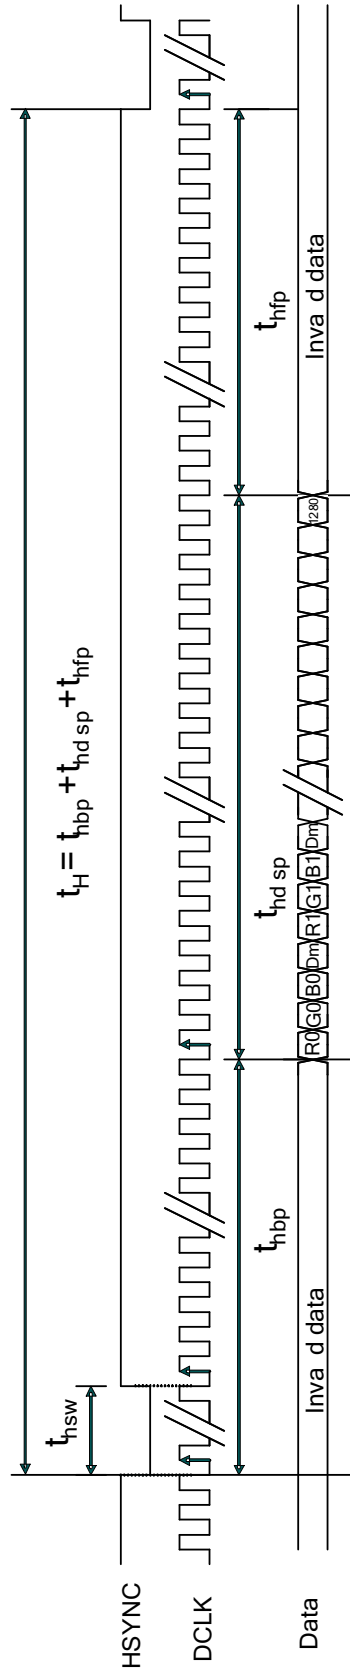 t_H = t_hbp + t_hd sp + t_hfp
t_hsw
HSYNC
DCLK
t_hbp
t_hd sp
t_hfp
Data
Inva d data
R0 G0 B0 Dm R1 G1 B1 Dm
1280
Inva d data